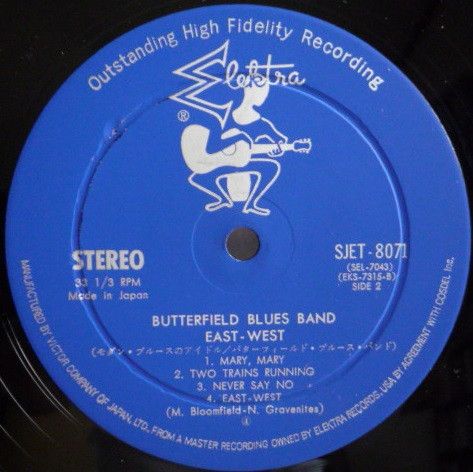 Outstanding High Fidelity Recording
Elektra
®
STEREO
33 1/3 RPM
Made in Japan
SJET-8071
(SEL-7043)
(EKS-7315-B)
SIDE 2
BUTTERFIELD BLUES BAND
EAST-WEST
(モダン・ブルースのアイドル/バターフィールド・ブルース・バンド)
1. MARY, MARY
2. TWO TRAINS RUNNING
3. NEVER SAY NO
4. EAST-WEST
(M. Bloomfield-N. Gravenites)
MANUFACTURED BY VICTOR COMPANY OF JAPAN, LTD. FROM A MASTER RECORDING OWNED BY ELEKTRA RECORDS, USA BY AGREEMENT WITH COSDEL Inc.